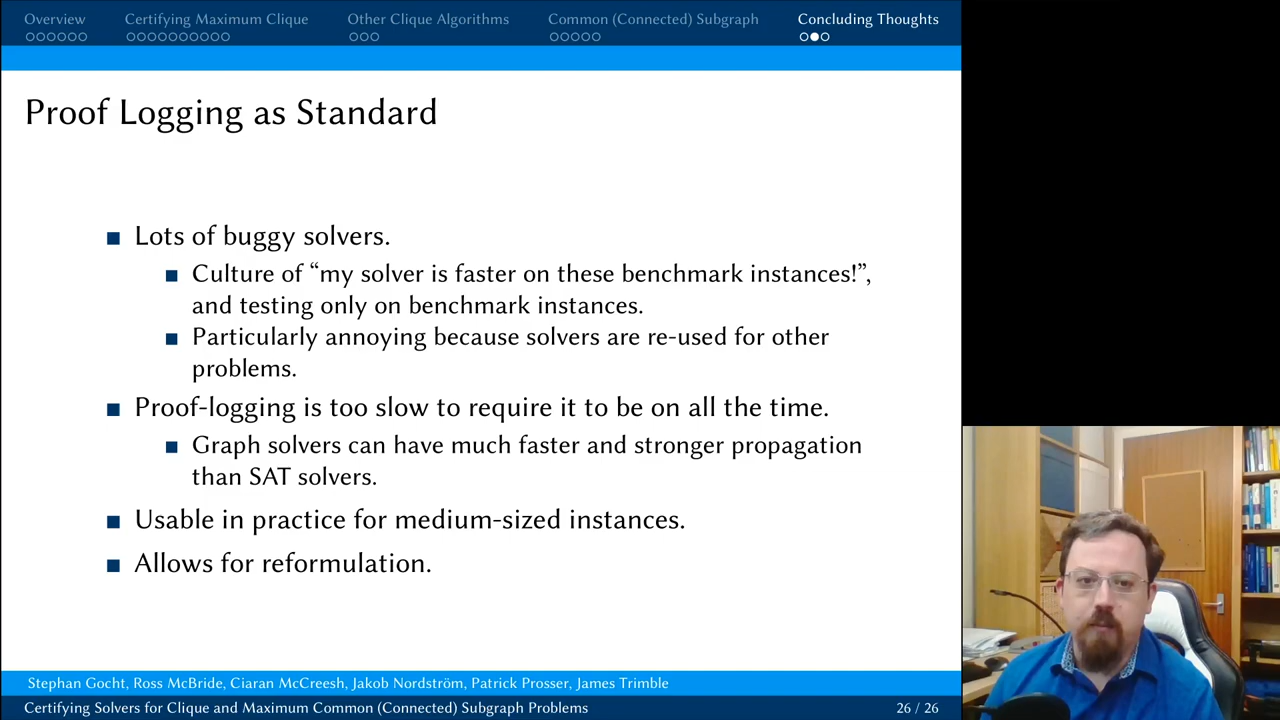 Overview Certifying Maximum Clique Other Clique Algorithms Common (Connected) Subgraph Concluding Thoughts
Proof Logging as Standard
Lots of buggy solvers.
Culture of “my solver is faster on these benchmark instances!”,
and testing only on benchmark instances.
Particularly annoying because solvers are re-used for other
problems.
Proof-logging is too slow to require it to be on all the time.
Graph solvers can have much faster and stronger propagation
than SAT solvers.
Usable in practice for medium-sized instances.
Allows for reformulation.
Stephan Gocht, Ross McBride, Ciaran McCreesh, Jakob Nordström, Patrick Prosser, James Trimble
Certifying Solvers for Clique and Maximum Common (Connected) Subgraph Problems 26 / 26